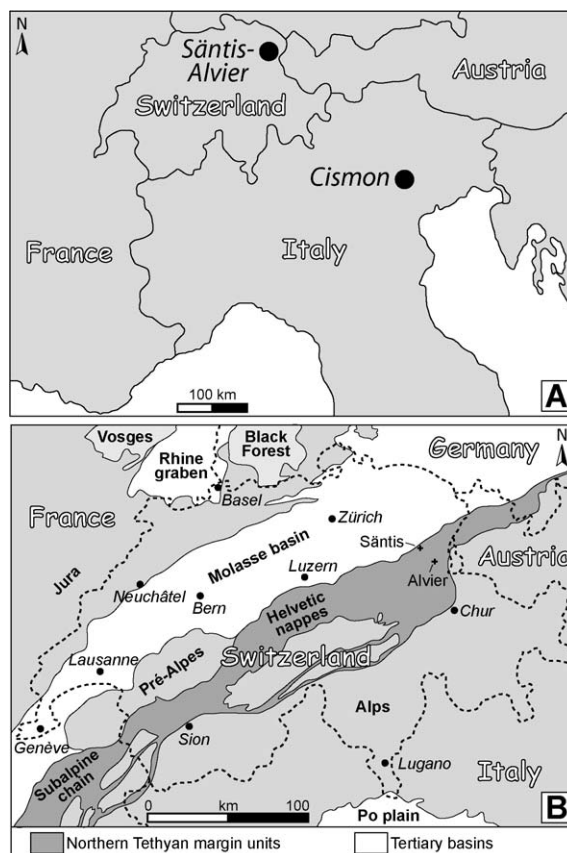 N
Säntis-
Alvier
Switzerland
Austria
Cismon
France
Italy
100 km
A
Vosges
Black
Forest
Rhine
graben
Germany
N
Basel
France
Zürich
Säntis
Austria
Jura
Molasse basin
Alvier
Luzern
Neuchâtel
Bern
Helvetic
nappes
Chur
Switzerland
Lausanne
Pré-Alpes
Alps
Genève
Sion
Lugano
Italy
Subalpine
chain
0 km 100
Po plain
B
Northern Tethyan margin units
Tertiary basins